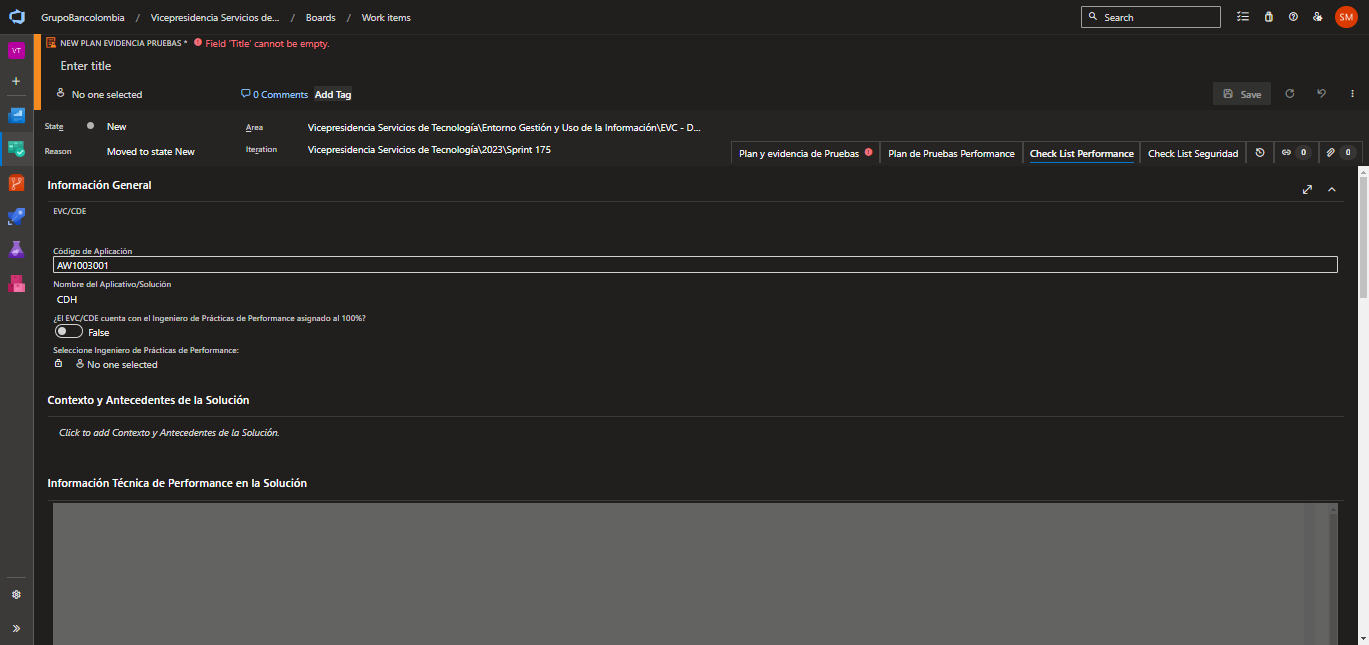 GrupoBancolombia / Vicepresidencia Servicios de... / Boards / Work items
Search
SM
VT
NEW PLAN EVIDENCIA PRUEBAS * Field 'Title' cannot be empty.
Enter title
No one selected
0 Comments
Add Tag
Save
State
New
Area
Vicepresidencia Servicios de Tecnología\Entorno Gestión y Uso de la Información\EVC - D...
Reason
Moved to state New
Iteration
Vicepresidencia Servicios de Tecnología\2023\Sprint 175
Plan y evidencia de Pruebas
Plan de Pruebas Performance
Check List Performance
Check List Seguridad
0
0
Información General
EVC/CDE
Código de Aplicación
AW1003001
Nombre del Aplicativo/Solución
CDH
¿El EVC/CDE cuenta con el Ingeniero de Prácticas de Performance asignado al 100%?
False
Seleccione Ingeniero de Prácticas de Performance:
No one selected
Contexto y Antecedentes de la Solución
Click to add Contexto y Antecedentes de la Solución.
Información Técnica de Performance en la Solución